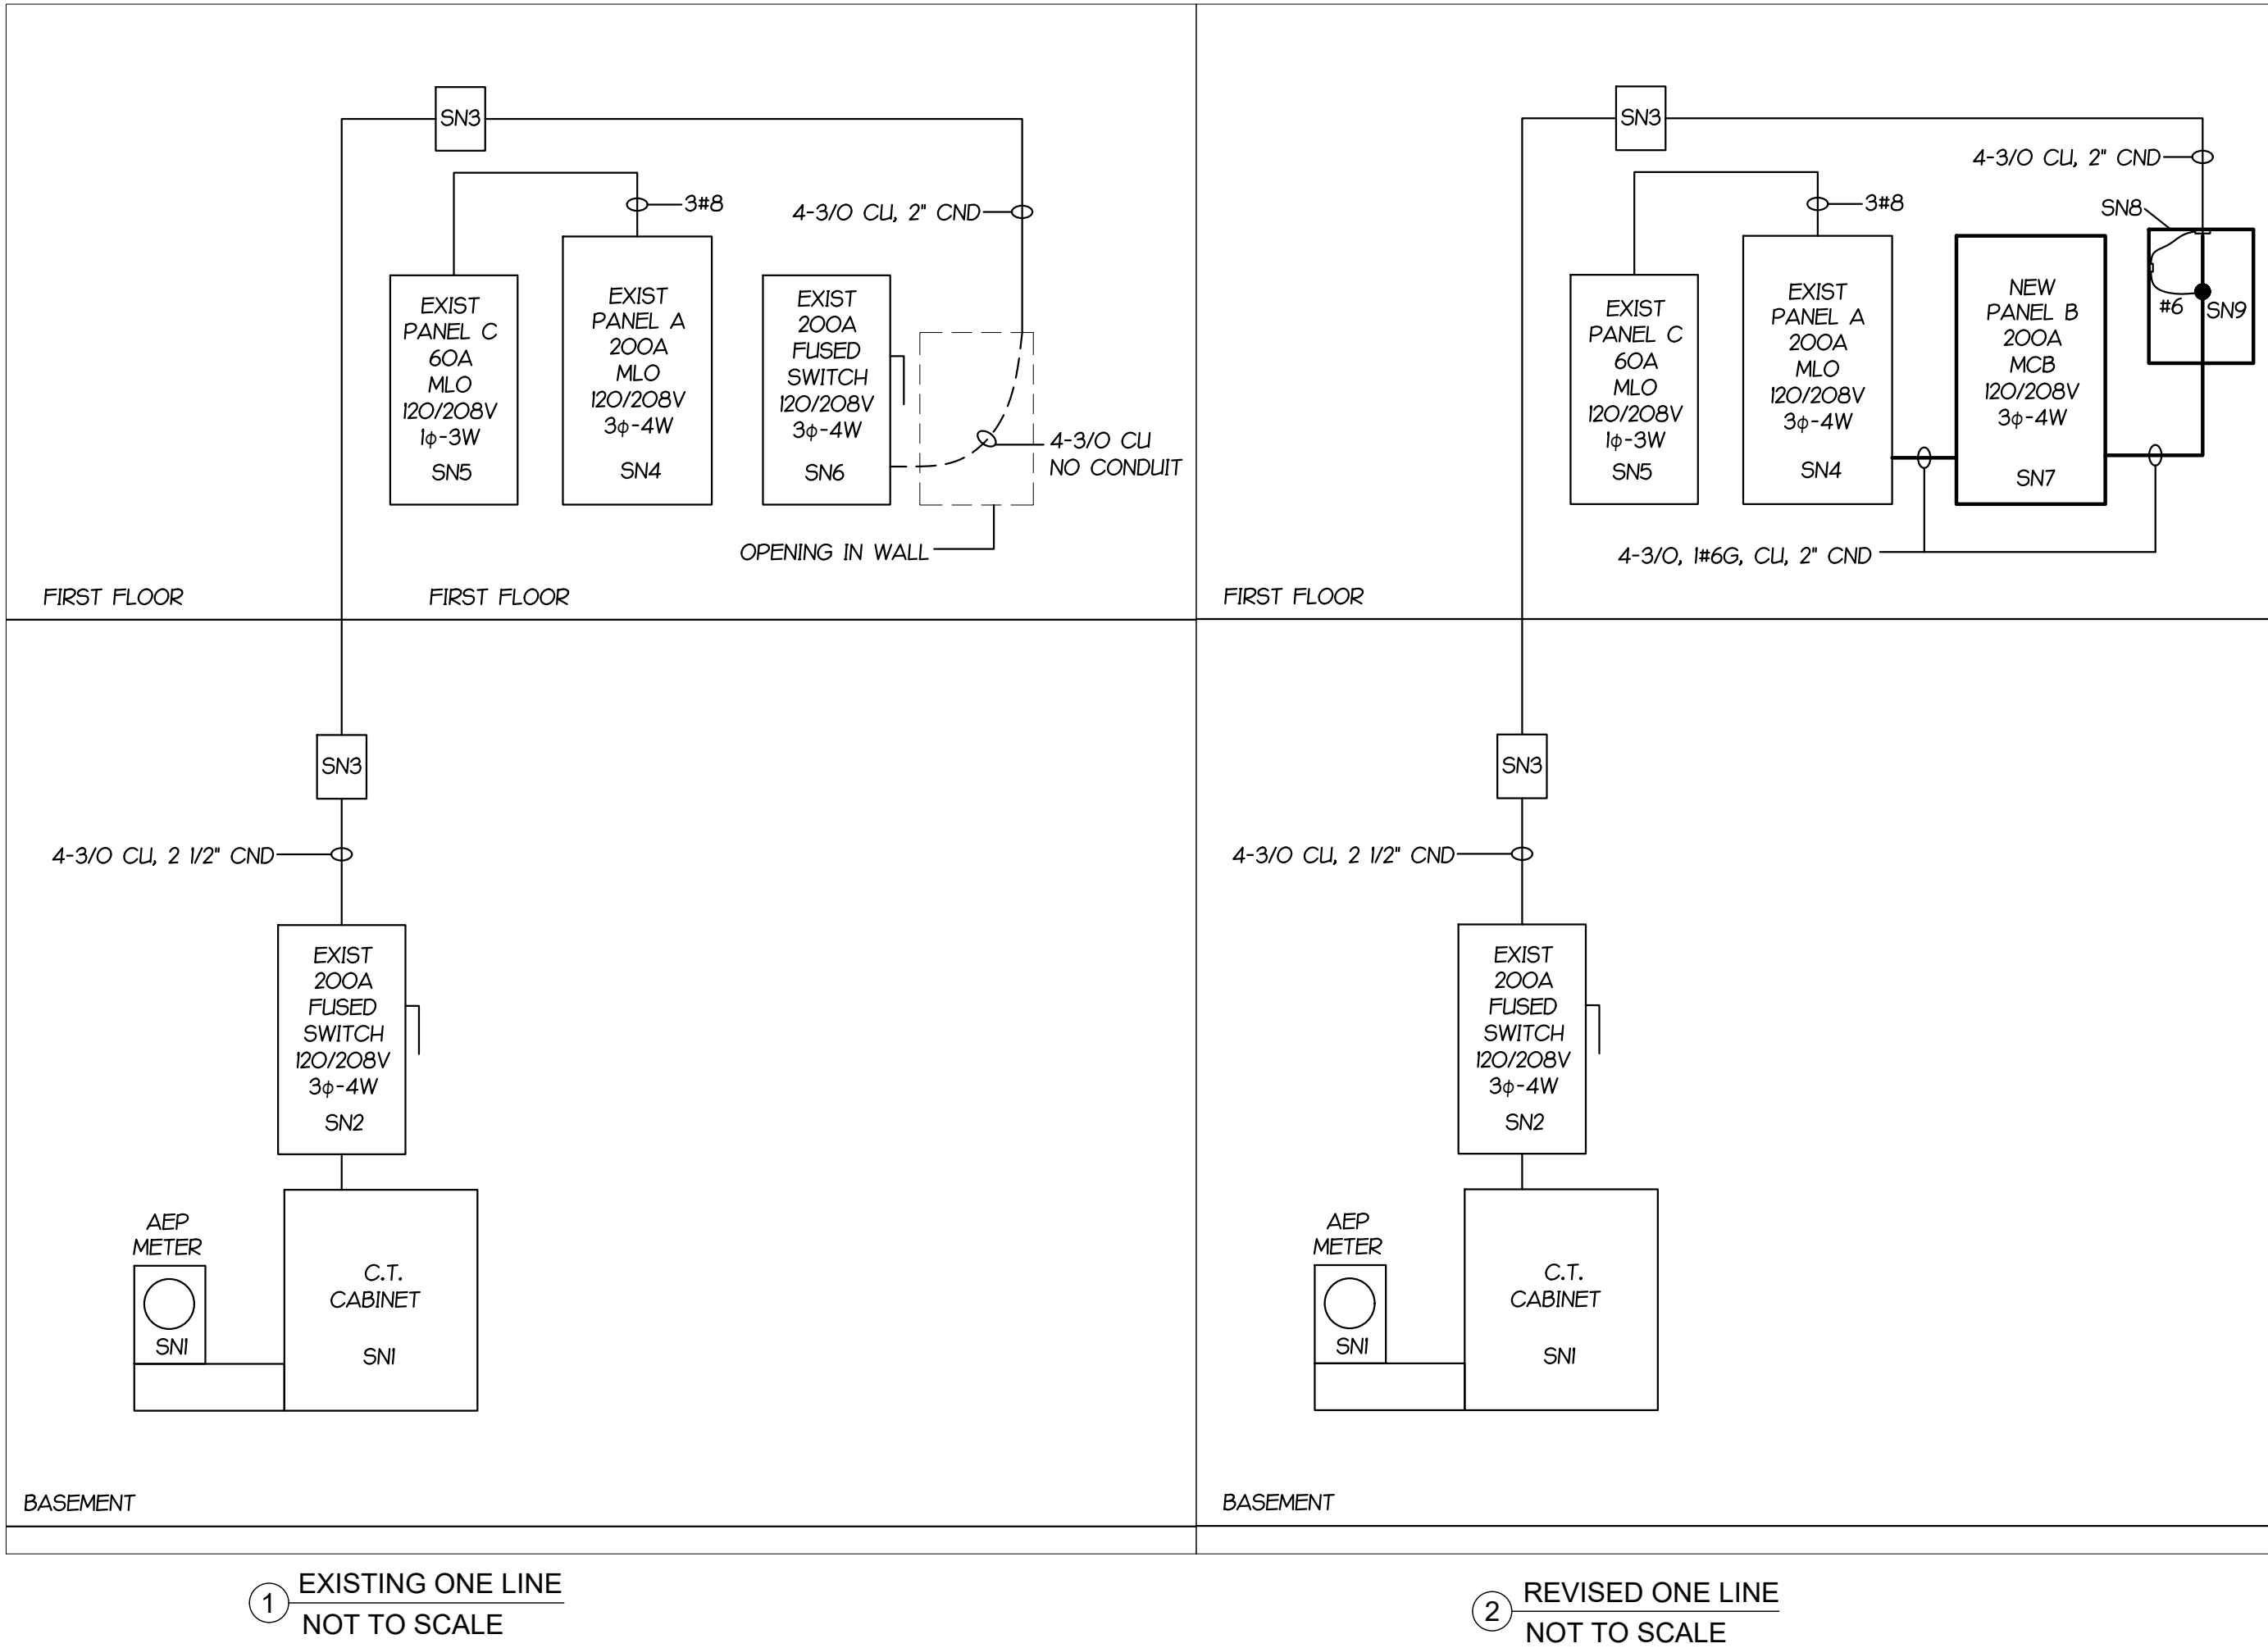 SN3
3#8
4-3/0 CU, 2" CND
EXIST
PANEL C
60A
MLO
120/208V
1ϕ-3W
SN5
EXIST
PANEL A
200A
MLO
120/208V
3ϕ-4W
SN4
EXIST
200A
FUSED
SWITCH
120/208V
3ϕ-4W
SN6
4-3/0 CU
NO CONDUIT
OPENING IN WALL
FIRST FLOOR
FIRST FLOOR
SN3
4-3/0 CU, 2 1/2" CND
EXIST
200A
FUSED
SWITCH
120/208V
3ϕ-4W
SN2
AEP
METER
SN1
C.T.
CABINET
SN1
BASEMENT
1
EXISTING ONE LINE
NOT TO SCALE
SN3
4-3/0 CU, 2" CND
3#8
SN8
#6
SN9
EXIST
PANEL C
60A
MLO
120/208V
1ϕ-3W
SN5
EXIST
PANEL A
200A
MLO
120/208V
3ϕ-4W
SN4
NEW
PANEL B
200A
MCB
120/208V
3ϕ-4W
SN7
4-3/0, 1#6G, CU, 2" CND
FIRST FLOOR
SN3
4-3/0 CU, 2 1/2" CND
EXIST
200A
FUSED
SWITCH
120/208V
3ϕ-4W
SN2
AEP
METER
SN1
C.T.
CABINET
SN1
BASEMENT
2
REVISED ONE LINE
NOT TO SCALE